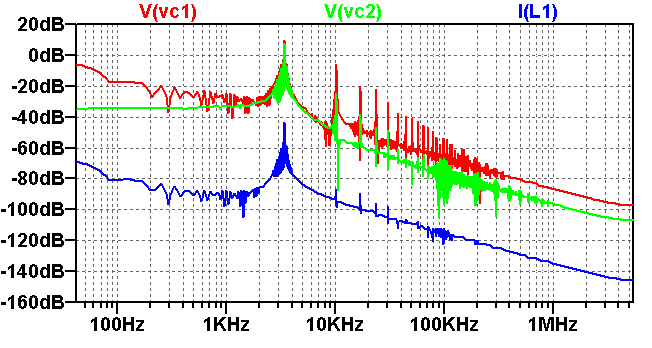 V(vc1) V(vc2) I(L1)
20dB
0dB
-20dB
-40dB
-60dB
-80dB
-100dB
-120dB
-140dB
-160dB
100Hz 1KHz 10KHz 100KHz 1MHz